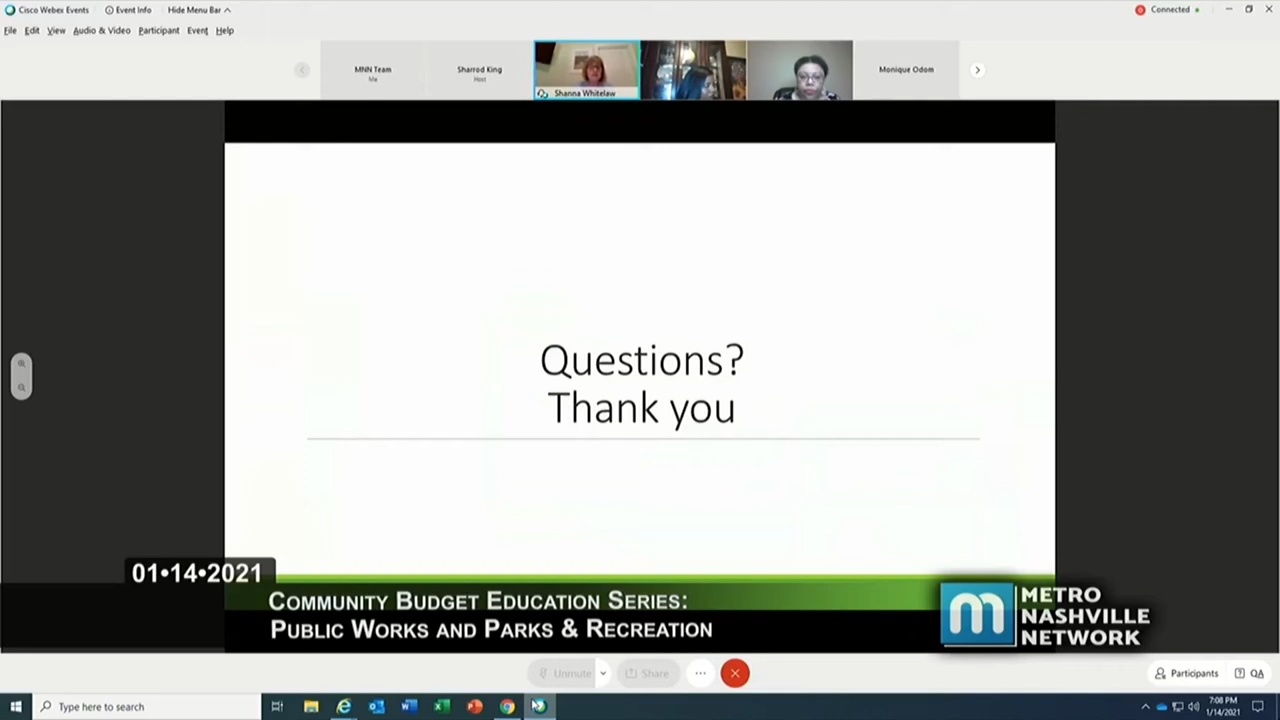 Cisco Webex Events Event Info Hide Menu Bar Connected
File Edit View Audio & Video Participant Event Help
MNN Team
Me
Sharrod King
Host
Shanna Whitelaw
Monique Odom
Questions?
Thank you
01•14•2021
COMMUNITY BUDGET EDUCATION SERIES:
PUBLIC WORKS AND PARKS & RECREATION
m
METRO
NASHVILLE
NETWORK
Unmute Share Participants QA
Type here to search
7:08 PM
1/14/2021